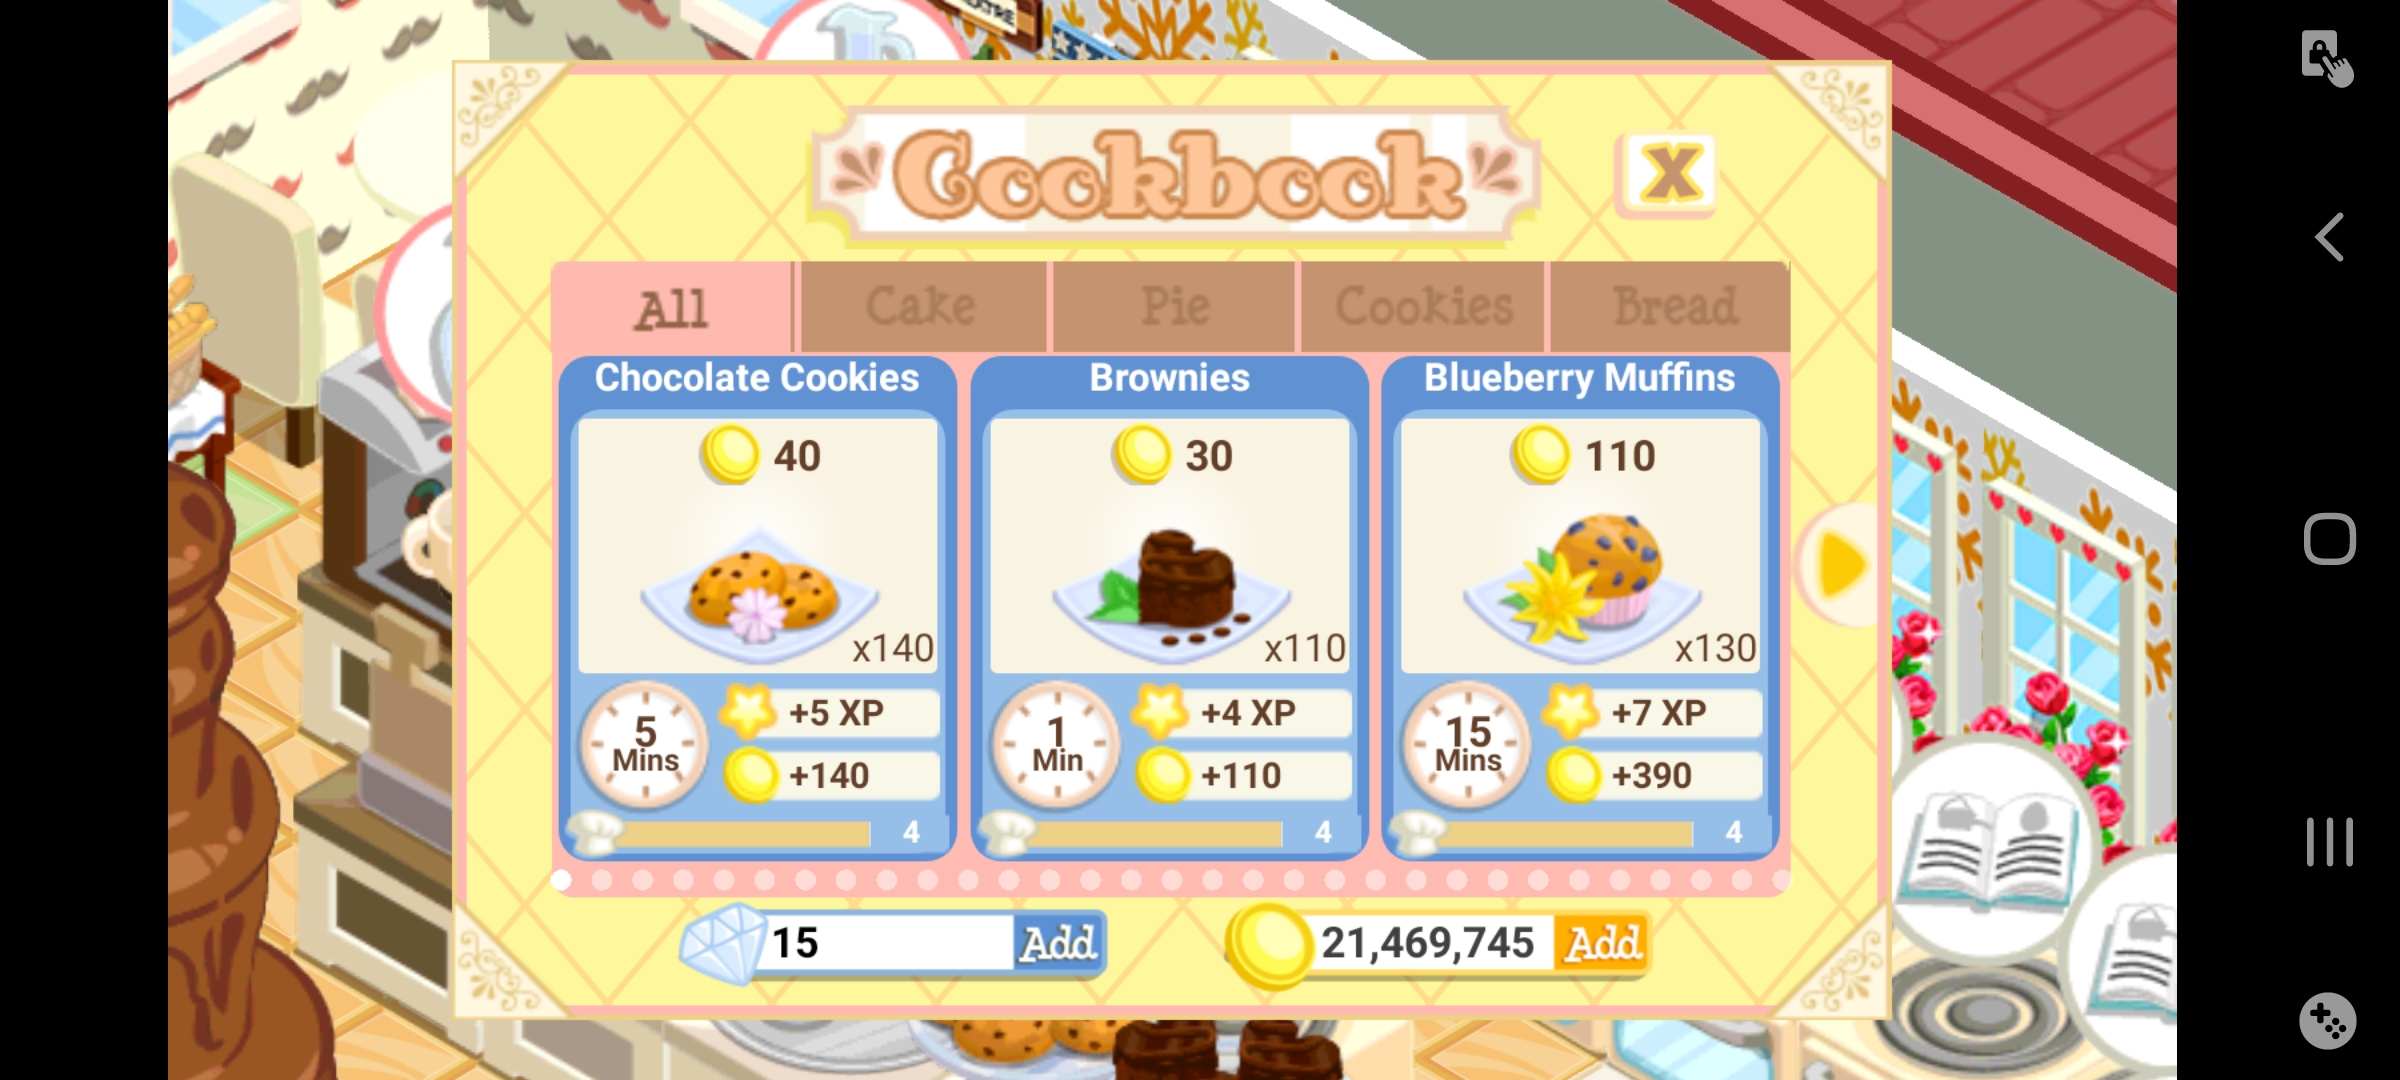 Cookbook
X
All
Cake
Pie
Cookies
Bread
Chocolate Cookies
40
x140
5
Mins
+5 XP
+140
4
Brownies
30
x110
1
Min
+4 XP
+110
4
Blueberry Muffins
110
x130
15
Mins
+7 XP
+390
4
15
Add
21,469,745
Add